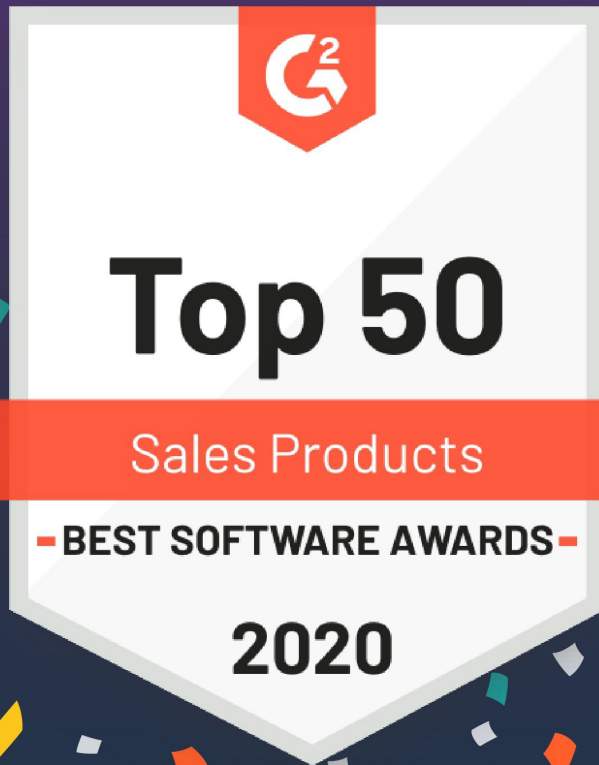 G2
Top 50
Sales Products
BEST SOFTWARE AWARDS
2020